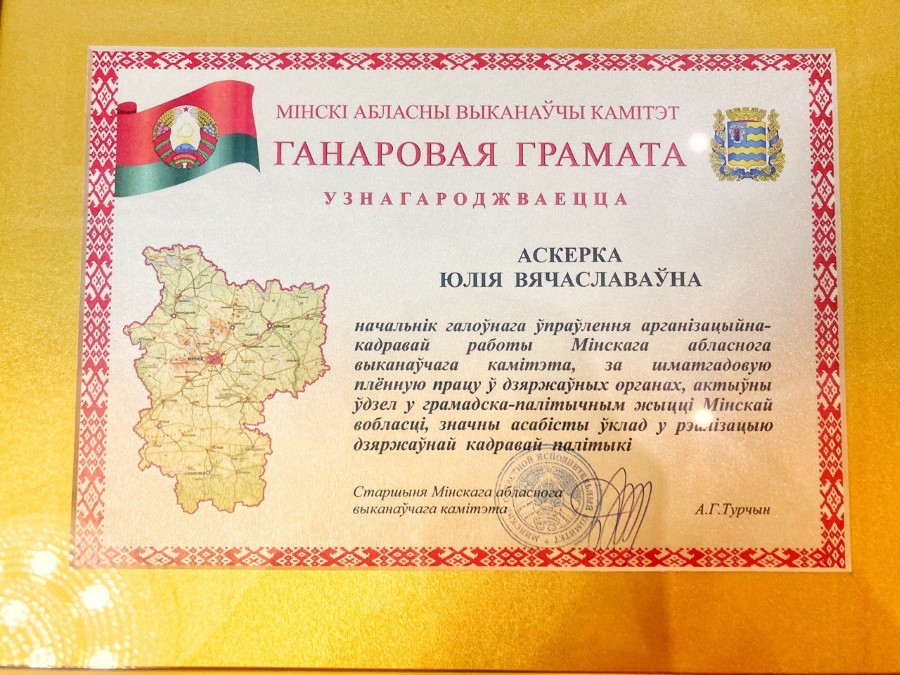 МІНСКІ АБЛАСНЫ ВЫКАНАЎЧЫ КАМІТЭТ
ГАНАРОВАЯ ГРАМАТА
УЗНАГАРОДЖВАЕЦЦА
АСКЕРКА
ЮЛІЯ ВЯЧАСЛАВАЎНА
начальнік галоўнага ўпраўлення арганізацыйна-
кадравай работы Мінскага абласнога
выканаўчага камітэта, за шматгадовую
плённую працу ў дзяржаўных органах, актыўны
ўдзел у грамадска-палітычным жыцці Мінскай
вобласці, значны асабісты ўклад у рэалізацыю
дзяржаўнай кадравай палітыкі
Старшыня Мінскага абласнога
выканаўчага камітэта
А.Г.Турчын